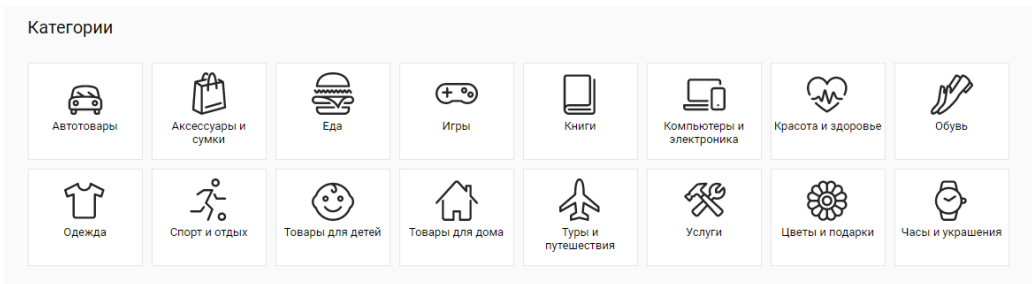 Категории
Автотовары
Аксессуары и
сумки
Еда
Игры
Книги
Компьютеры и
электроника
Красота и здоровье
Обувь
Одежда
Спорт и отдых
Товары для детей
Товары для дома
Туры и
путешествия
Услуги
Цветы и подарки
Часы и украшения